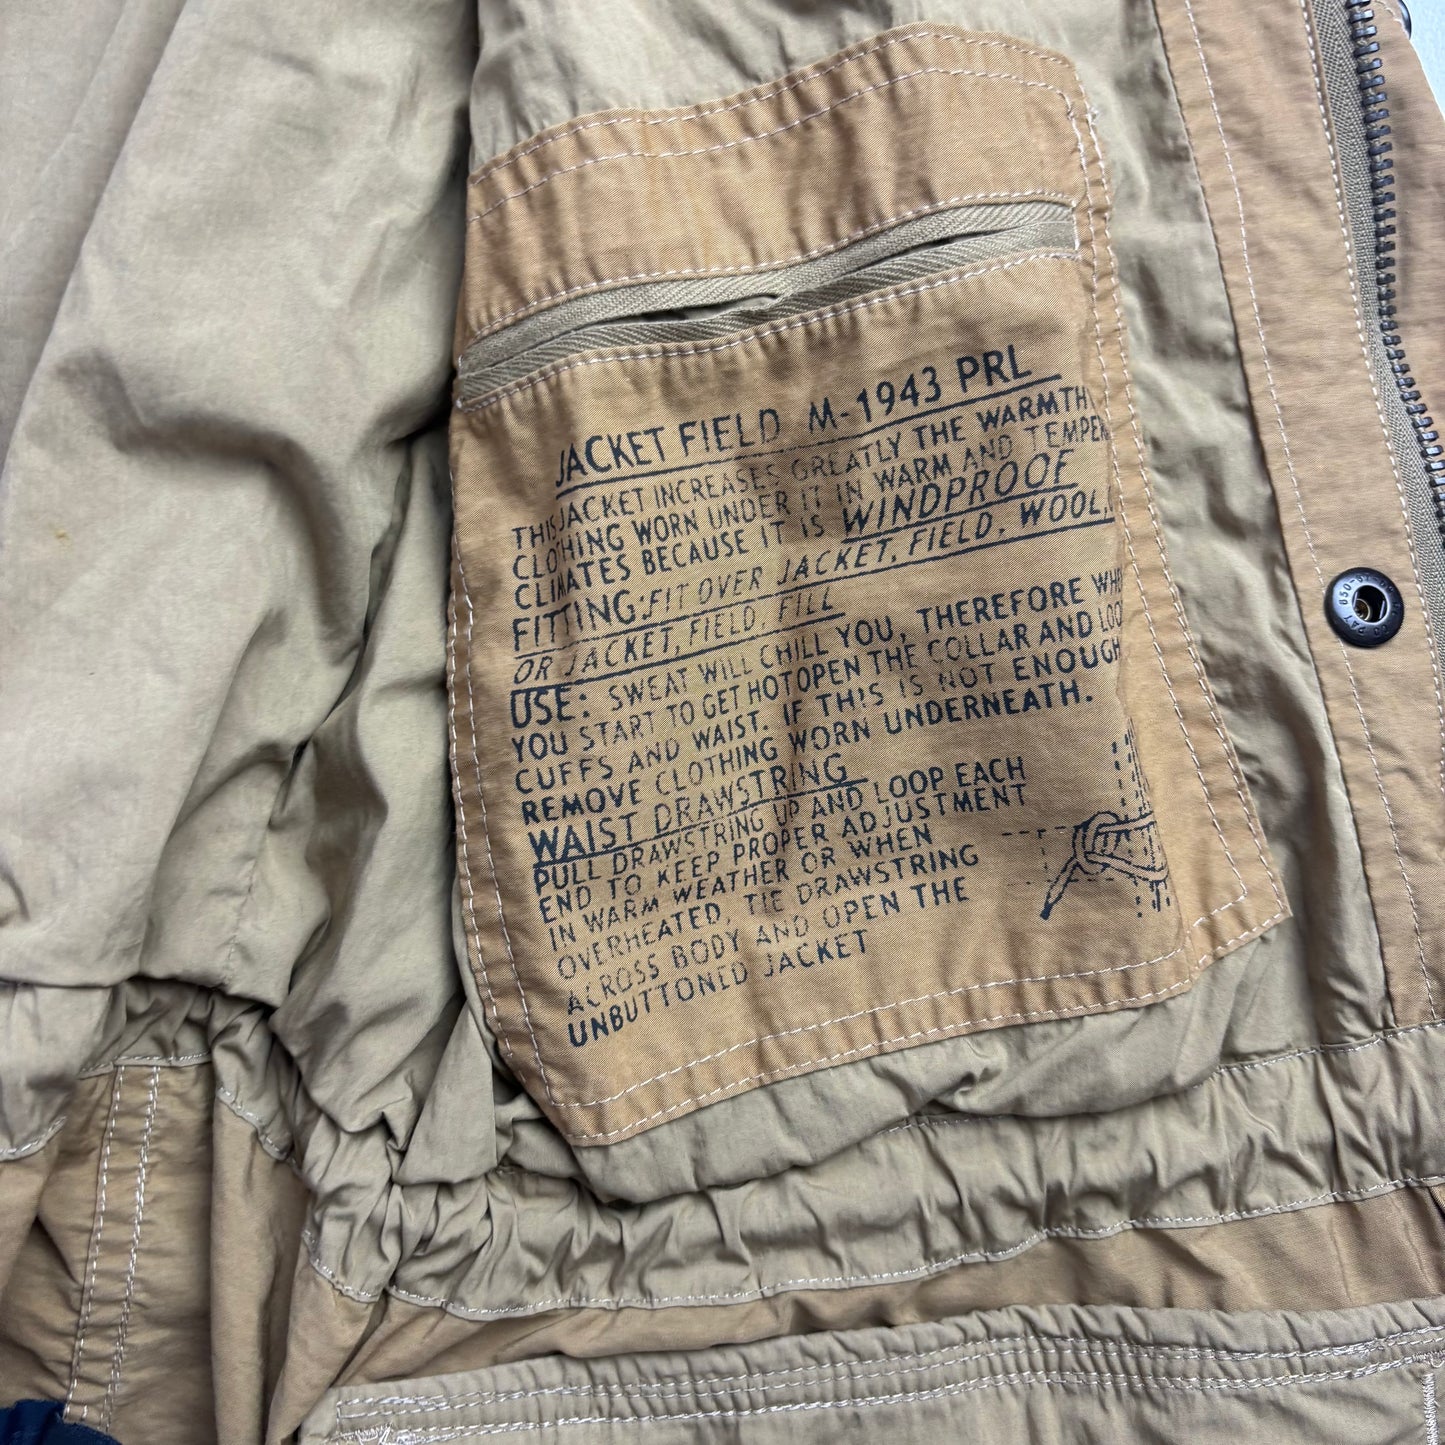 JACKET FIELD M-1943 PRL
THIS JACKET INCREASES GREATLY THE WARMTH
CLOTHING WORN UNDER IT IN WARM AND TEMPER
CLIMATES BECAUSE IT IS WINDPROOF
FITTING: FIT OVER JACKET, FIELD, WOOL,
OR JACKET, FIELD, FILL
USE: SWEAT WILL CHILL YOU, THEREFORE WHE
YOU START TO GET HOT OPEN THE COLLAR AND LOO
CUFFS AND WAIST. IF THIS IS NOT ENOUGH
REMOVE CLOTHING WORN UNDERNEATH.
WAIST DRAWSTRING
PULL DRAWSTRING UP AND LOOP EACH
END TO KEEP PROPER ADJUSTMENT
IN WARM WEATHER OR WHEN
OVERHEATED, TIE DRAWSTRING
ACROSS BODY AND OPEN THE
UNBUTTONED JACKET